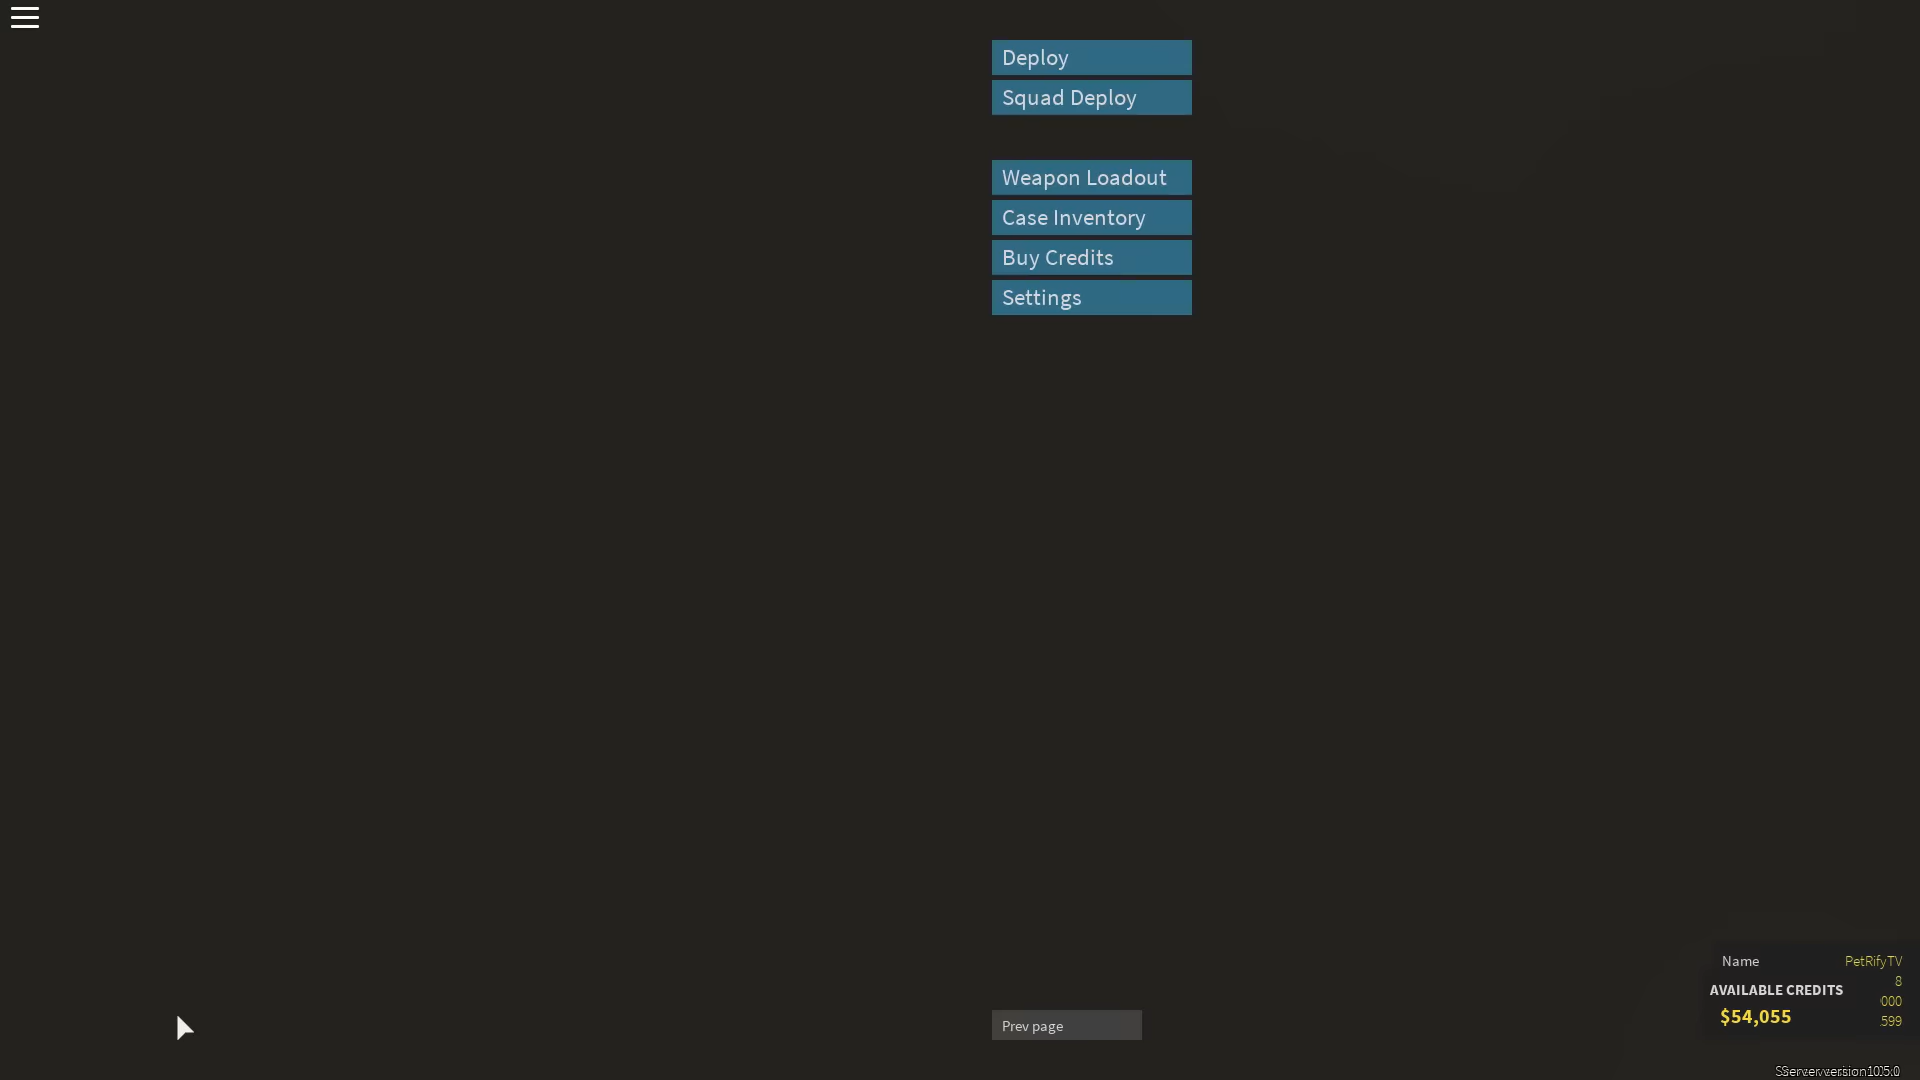 Deploy
Squad Deploy
Weapon Loadout
Case Inventory
Buy Credits
Settings
Name PetRifyTV
8
AVAILABLE CREDITS
000
$54,055
599
Prev page